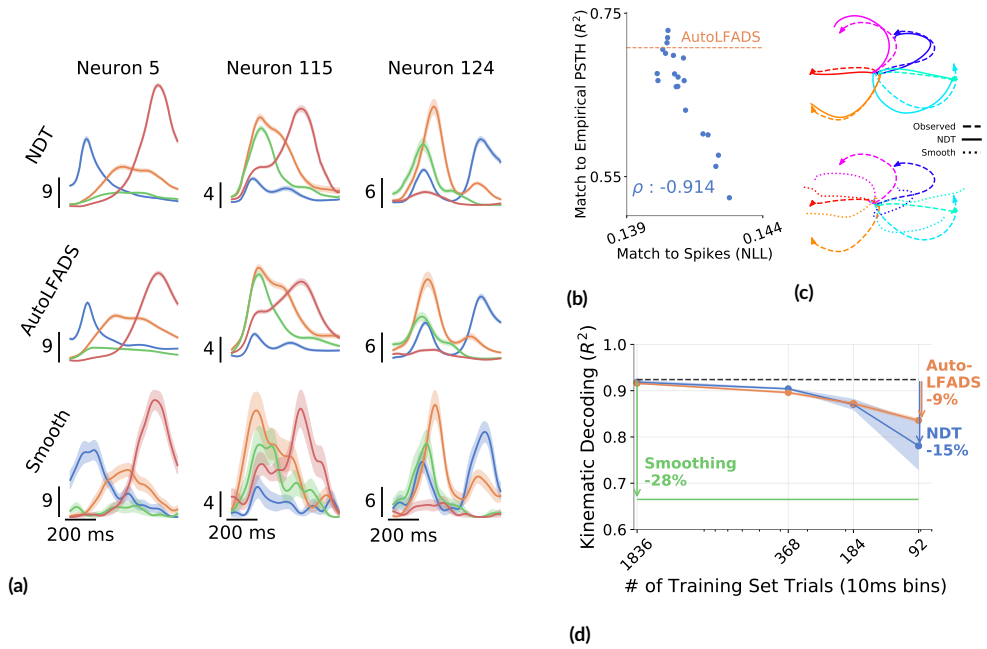 Neuron 5
Neuron 115
Neuron 124
NDT
9
4
6
AutoLFADS
9
4
6
Smooth
9
4
6
200 ms
200 ms
200 ms
(a)
Match to Empirical PSTH (R²)
0.75
0.55
AutoLFADS
ρ : -0.914
0.139
0.144
Match to Spikes (NLL)
(b)
Observed
NDT
Smooth
(c)
Kinematic Decoding (R²)
1.0
0.9
0.8
0.7
0.6
Auto-
LFADS
-9%
NDT
-15%
Smoothing
-28%
1836
368
184
92
# of Training Set Trials (10ms bins)
(d)